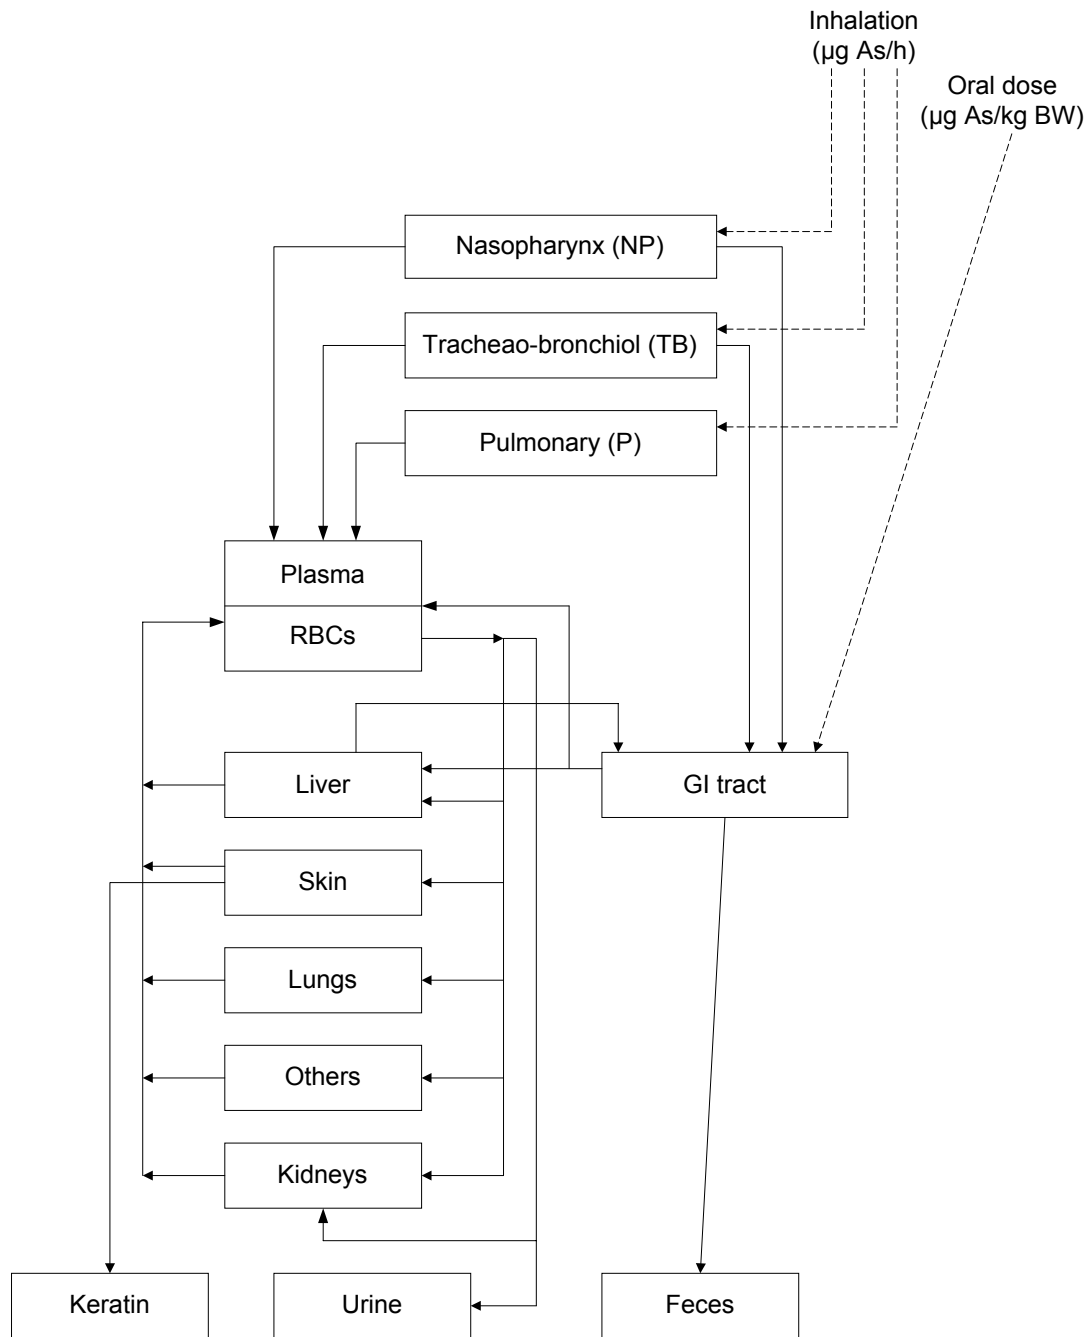 Inhalation
(µg As/h)
Oral dose
(µg As/kg BW)
Nasopharynx (NP)
Tracheao-bronchiol (TB)
Pulmonary (P)
Plasma
RBCs
Liver
GI tract
Skin
Lungs
Others
Kidneys
Keratin
Urine
Feces